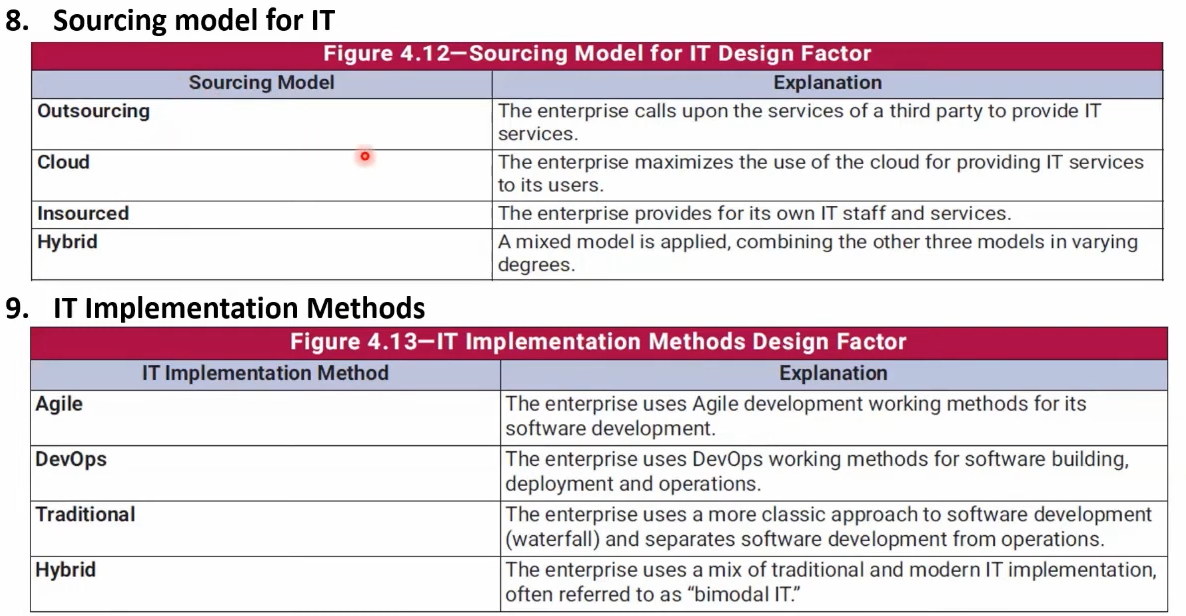 8. Sourcing model for IT
Figure 4.12—Sourcing Model for IT Design Factor
Sourcing Model Explanation
Outsourcing The enterprise calls upon the services of a third party to provide IT
services.
Cloud The enterprise maximizes the use of the cloud for providing IT services
to its users.
Insourced The enterprise provides for its own IT staff and services.
Hybrid A mixed model is applied, combining the other three models in varying
degrees.
9. IT Implementation Methods
Figure 4.13—IT Implementation Methods Design Factor
IT Implementation Method Explanation
Agile The enterprise uses Agile development working methods for its
software development.
DevOps The enterprise uses DevOps working methods for software building,
deployment and operations.
Traditional The enterprise uses a more classic approach to software development
(waterfall) and separates software development from operations.
Hybrid The enterprise uses a mix of traditional and modern IT implementation,
often referred to as “bimodal IT.”